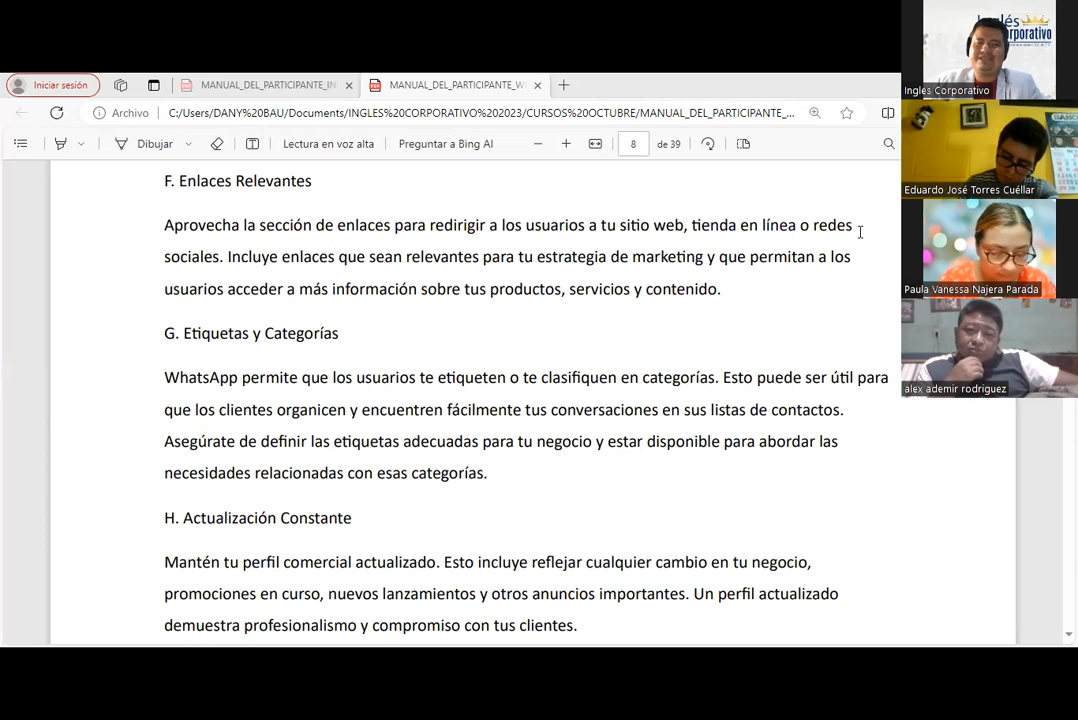 Iniciar sesión
MANUAL_DEL_PARTICIPANTE_IN
MANUAL_DEL_PARTICIPANTE_W
Archivo
C:/Users/DANY%20BAU/Documents/INGLES%20CORPORATIVO%202023/CURSOS%20OCTUBRE/MANUAL_DEL_PARTICIPANTE_...
Dibujar
Lectura en voz alta
Preguntar a Bing AI
8
de 39
F. Enlaces Relevantes
Aprovecha la sección de enlaces para redirigir a los usuarios a tu sitio web, tienda en línea o redes
sociales. Incluye enlaces que sean relevantes para tu estrategia de marketing y que permitan a los
usuarios acceder a más información sobre tus productos, servicios y contenido.
G. Etiquetas y Categorías
WhatsApp permite que los usuarios te etiqueten o te clasifiquen en categorías. Esto puede ser útil para
que los clientes organicen y encuentren fácilmente tus conversaciones en sus listas de contactos.
Asegúrate de definir las etiquetas adecuadas para tu negocio y estar disponible para abordar las
necesidades relacionadas con esas categorías.
H. Actualización Constante
Mantén tu perfil comercial actualizado. Esto incluye reflejar cualquier cambio en tu negocio,
promociones en curso, nuevos lanzamientos y otros anuncios importantes. Un perfil actualizado
demuestra profesionalismo y compromiso con tus clientes.
Ingles Corporativo
Eduardo José Torres Cuéllar
Paula Vanessa Najera Parada
alex ademir rodriguez